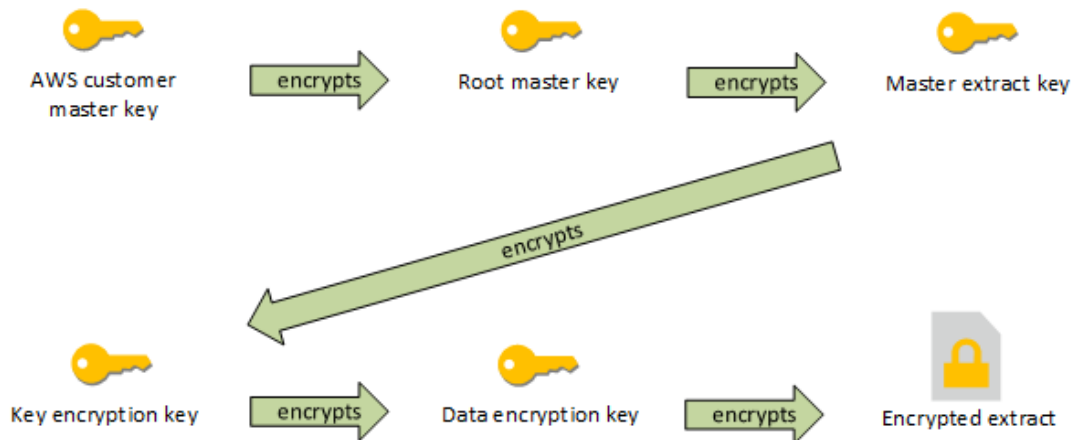 AWS customer
master key
encrypts
Root master key
encrypts
Master extract key
encrypts
Key encryption key
encrypts
Data encryption key
encrypts
Encrypted extract